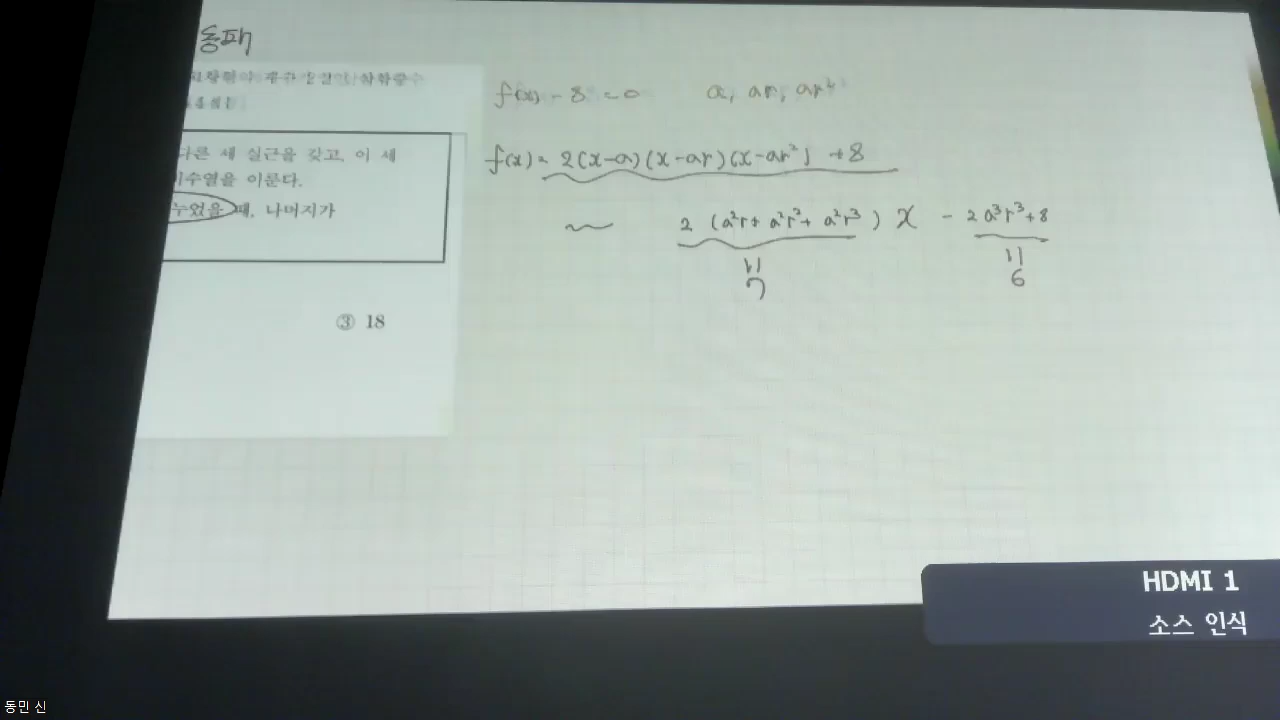 동패
f(x) - 8 = 0 a, ar, ar²
다른 세 실근을 갖고, 이 세
f(x) = 2(x-a)(x-ar)(x-ar²) +8
수열을 이룬다.
누었을 때, 나머지가
2 (a²r + a²r² + a²r³) x - 2a³r³+8
11
7
11
6
③ 18
HDMI 1
소스 인식
동민 신